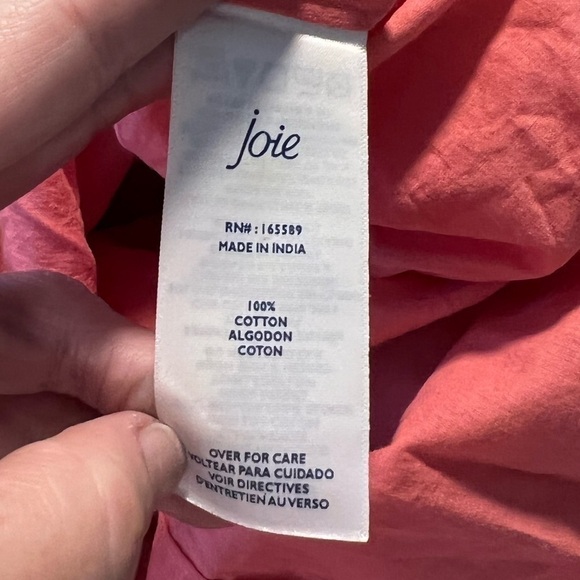 joie
RN#: 165589
MADE IN INDIA
100%
COTTON
ALGODON
COTON
OVER FOR CARE
VOLTEAR PARA CUIDADO
VOIR DIRECTIVES
D'ENTRETIEN AU VERSO